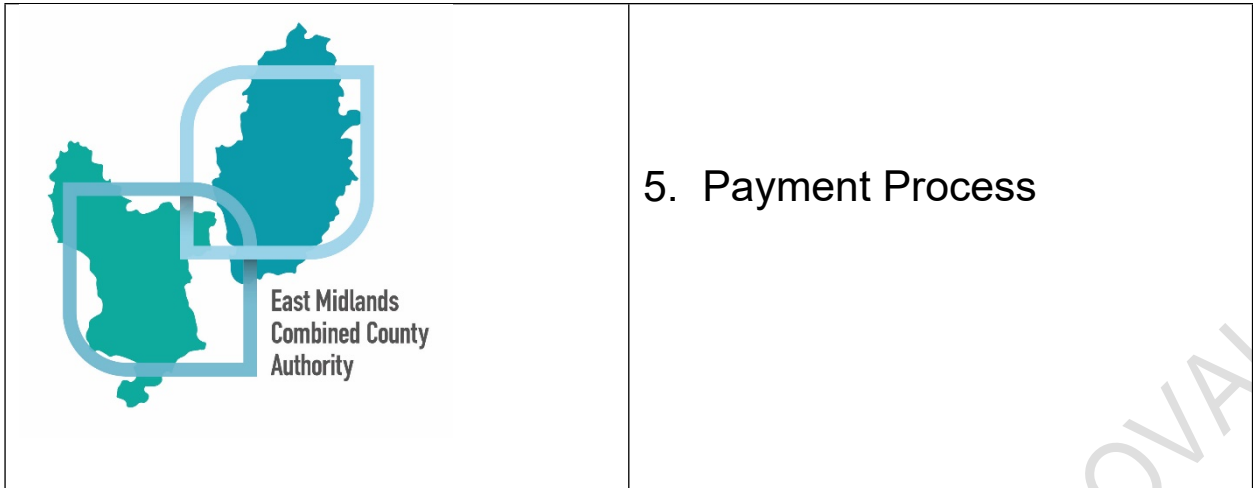 East Midlands
Combined County
Authority
5. Payment Process